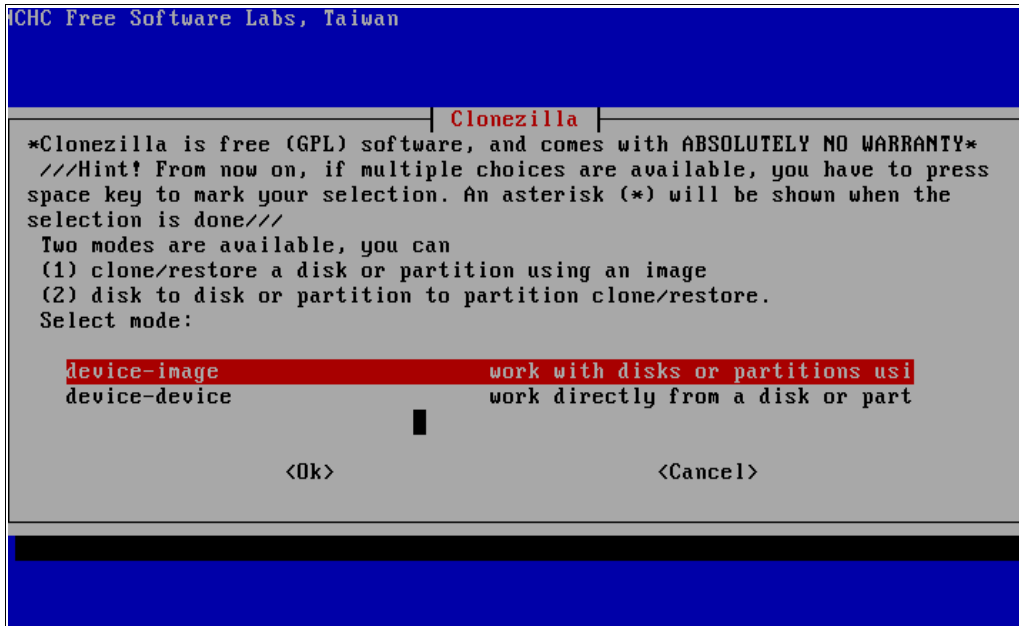 NCHC Free Software Labs, Taiwan
Clonezilla
*Clonezilla is free (GPL) software, and comes with ABSOLUTELY NO WARRANTY*
///Hint! From now on, if multiple choices are available, you have to press
space key to mark your selection. An asterisk (*) will be shown when the
selection is done///
Two modes are available, you can
(1) clone/restore a disk or partition using an image
(2) disk to disk or partition to partition clone/restore.
Select mode:
device-image work with disks or partitions usi
device-device work directly from a disk or part
<Ok> <Cancel>